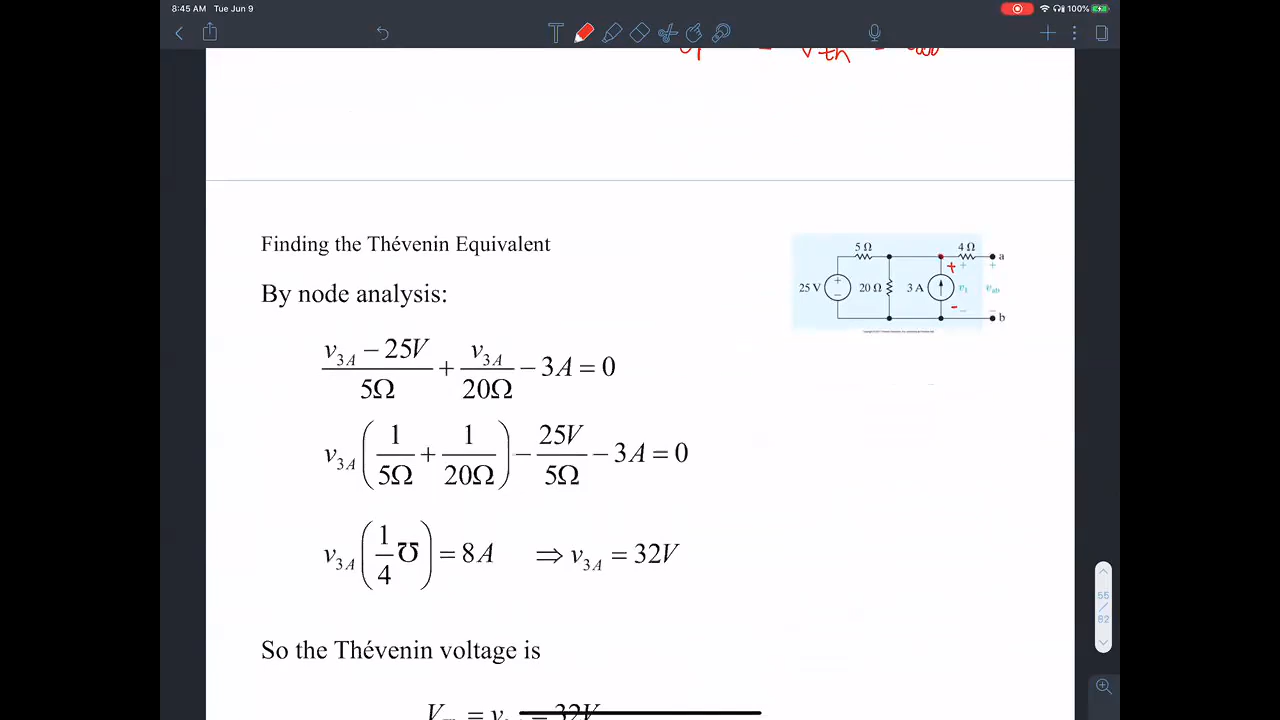 8:45 AM Tue Jun 9
100%
Vth =
Finding the Thévenin Equivalent
By node analysis:
(v3A − 25V)/5Ω + v3A/20Ω − 3A = 0
v3A(1/5Ω + 1/20Ω) − 25V/5Ω − 3A = 0
v3A(1/4 ℧) = 8A ⇒ v3A = 32V
So the Thévenin voltage is
= 32V
5 Ω
4 Ω
a
+
+
+
+
25 V
20 Ω
3 A
v1
vab
−
−
−
−
b
55
/
82
T